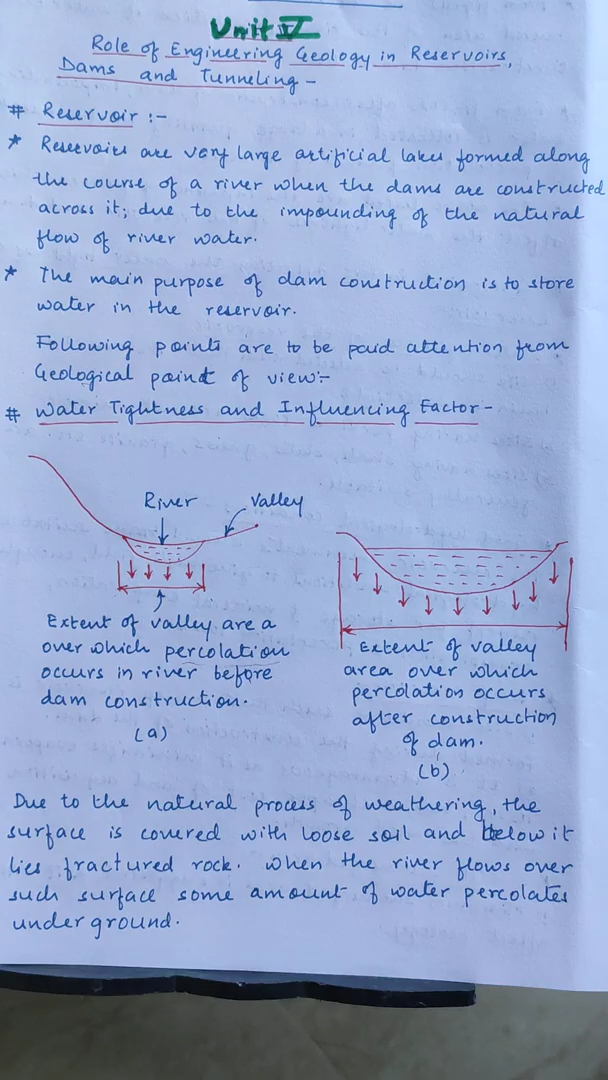 Unit V
Role of Engineering Geology in Reservoirs,
Dams and Tunneling -
# Reservoir :-
* Reservoirs are very large artificial lakes formed along
the course of a river when the dams are constructed
across it; due to the impounding of the natural
flow of river water.
* The main purpose of dam construction is to store
water in the reservoir.
Following points are to be paid attention from
Geological point of view:-
# Water Tightness and Influencing Factor -
River
Valley
Extent of valley are a
over which percolation
occurs in river before
dam construction.
(a)
Extent of valley
area over which
percolation occurs
after construction
of dam.
(b)
Due to the natural process of weathering, the
surface is covered with loose soil and below it
lies fractured rock. When the river flows over
such surface some amount of water percolates
under ground.